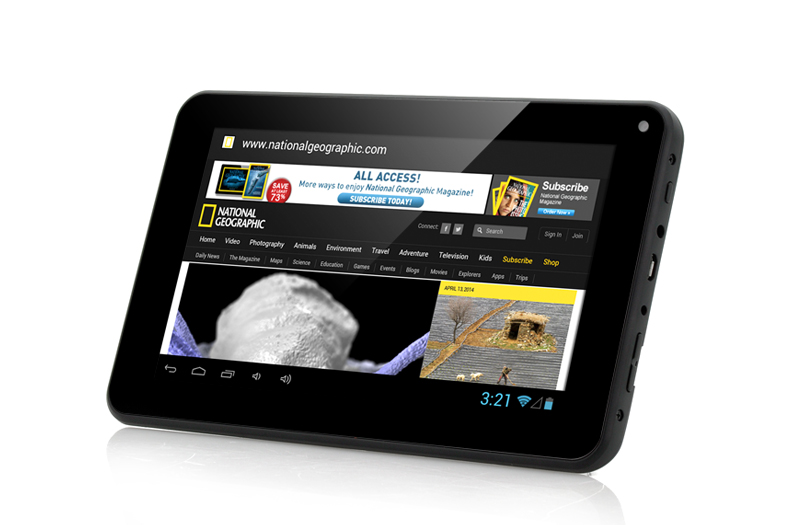 www.nationalgeographic.com
ALL ACCESS!
More ways to enjoy National Geographic Magazine!
SUBSCRIBE TODAY!
SAVE
AT LEAST
73%
Subscribe
National Geographic
Magazine
Order Now »
NATIONAL
GEOGRAPHIC
Connect: f
Search
Sign In Join
Home Video Photography Animals Environment Travel Adventure Television Kids Subscribe Shop
Daily News The Magazine Maps Science Education Games Events Blogs Movies Explorers Apps Trips
APRIL 13, 2014
3:21